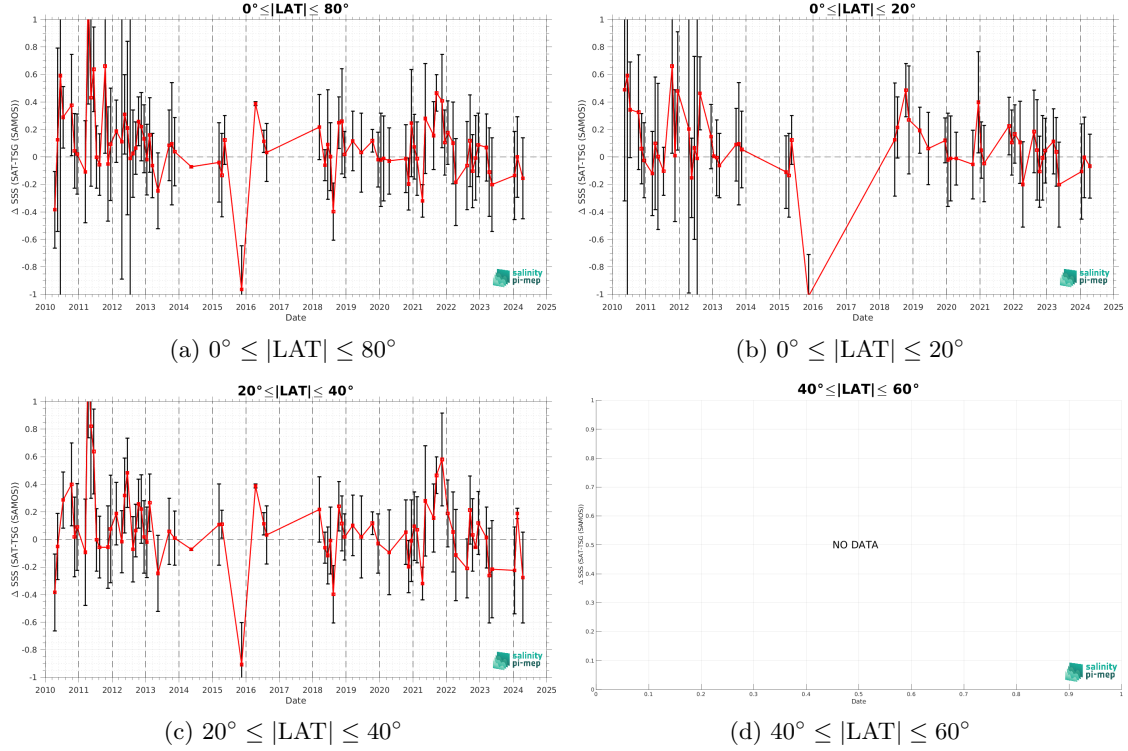 0°≤|LAT|≤ 80°
Δ SSS (SAT-TSG (SAMOS))
1
0.8
0.6
0.4
0.2
0
-0.2
-0.4
-0.6
-0.8
-1
2010 2011 2012 2013 2014 2015 2016 2017 2018 2019 2020 2021 2022 2023 2024 2025
Date
salinity
pi-mep
(a) 0° ≤ |LAT| ≤ 80°
0°≤|LAT|≤ 20°
Δ SSS (SAT-TSG (SAMOS))
1
0.8
0.6
0.4
0.2
0
-0.2
-0.4
-0.6
-0.8
-1
2010 2011 2012 2013 2014 2015 2016 2017 2018 2019 2020 2021 2022 2023 2024 2025
Date
salinity
pi-mep
(b) 0° ≤ |LAT| ≤ 20°
20°≤|LAT|≤ 40°
Δ SSS (SAT-TSG (SAMOS))
1
0.8
0.6
0.4
0.2
0
-0.2
-0.4
-0.6
-0.8
-1
2010 2011 2012 2013 2014 2015 2016 2017 2018 2019 2020 2021 2022 2023 2024 2025
Date
salinity
pi-mep
(c) 20° ≤ |LAT| ≤ 40°
40°≤|LAT|≤ 60°
Δ SSS (SAT-TSG (SAMOS))
1
0.9
0.8
0.7
0.6
0.5
0.4
0.3
0.2
0.1
0
NO DATA
0 0.1 0.2 0.3 0.4 0.5 0.6 0.7 0.8 0.9 1
Date
salinity
pi-mep
(d) 40° ≤ |LAT| ≤ 60°